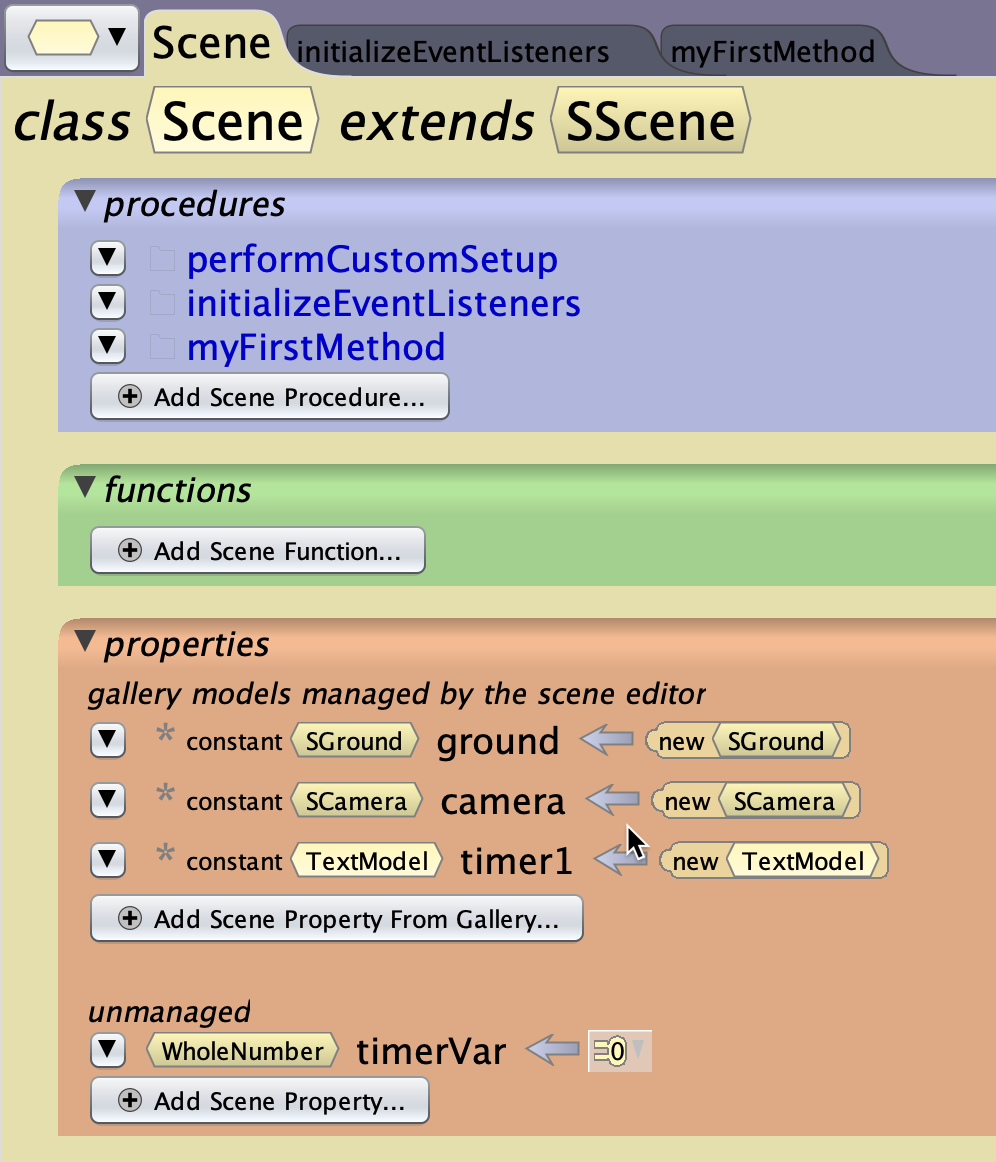 Scene initializeEventListeners myFirstMethod
class Scene extends SScene
procedures
performCustomSetup
initializeEventListeners
myFirstMethod
Add Scene Procedure...
functions
Add Scene Function...
properties
gallery models managed by the scene editor
* constant SGround ground new SGround
* constant SCamera camera new SCamera
* constant TextModel timer1 new TextModel
Add Scene Property From Gallery...
unmanaged
WholeNumber timerVar =0
Add Scene Property...